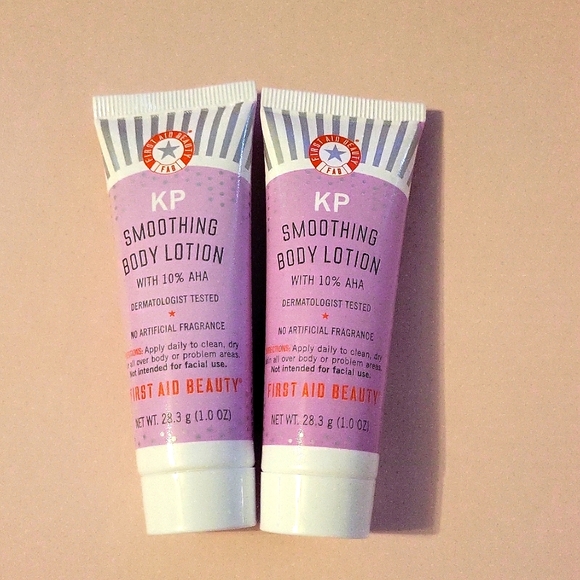 FIRST AID BEAUTY
FAB
KP
SMOOTHING
BODY LOTION
WITH 10% AHA
DERMATOLOGIST TESTED
NO ARTIFICIAL FRAGRANCE
Apply daily to clean, dry
all over body or problem areas.
Not intended for facial use.
FIRST AID BEAUTY®
NET WT. 28.3 g (1.0 OZ)
FIRST AID BEAUTY
FAB
KP
SMOOTHING
BODY LOTION
WITH 10% AHA
DERMATOLOGIST TESTED
NO ARTIFICIAL FRAGRANCE
Apply daily to clean, dry
all over body or problem areas.
Not intended for facial use.
FIRST AID BEAUTY®
NET WT. 28.3 g (1.0 OZ)